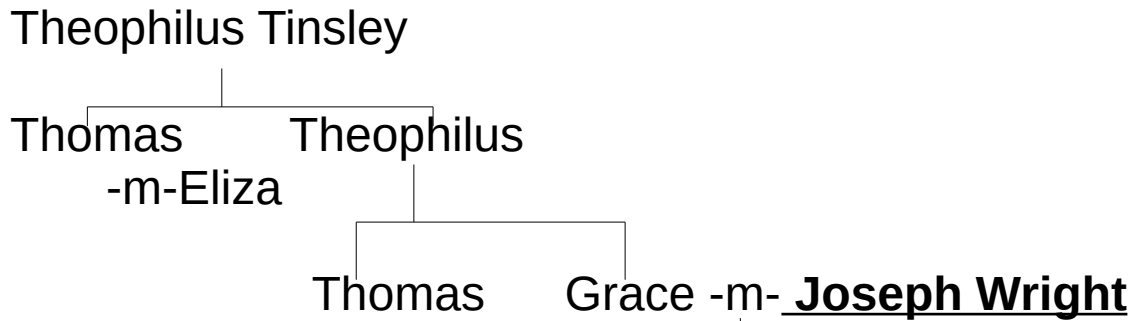 Theophilus Tinsley
Thomas Theophilus
-m-Eliza
Thomas Grace -m- Joseph Wright